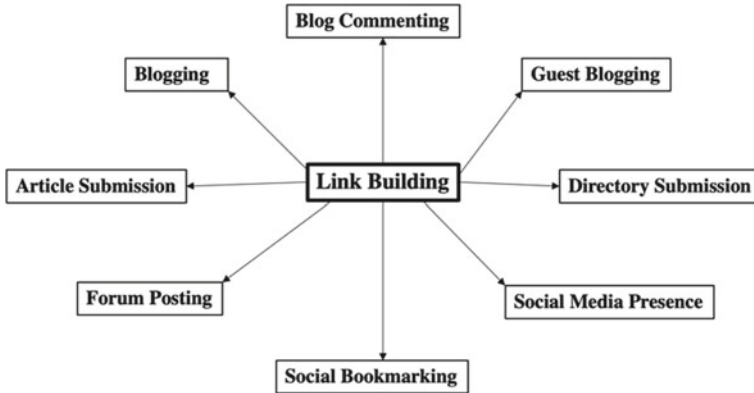 Blog Commenting
Blogging
Guest Blogging
Link Building
Article Submission
Directory Submission
Forum Posting
Social Media Presence
Social Bookmarking